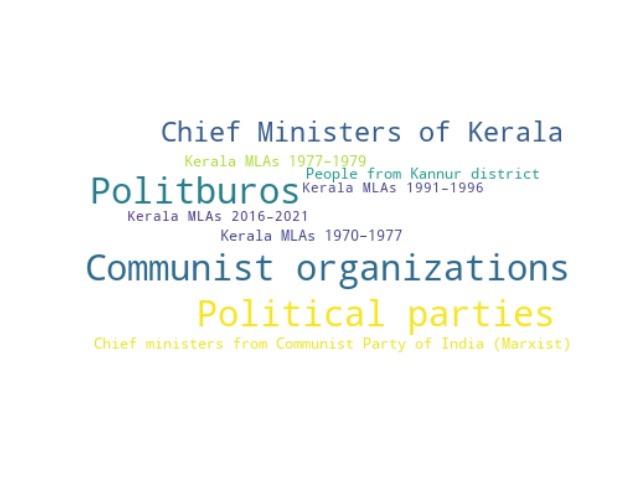 Chief Ministers of Kerala
Kerala MLAs 1977–1979
People from Kannur district
Politburos
Kerala MLAs 1991–1996
Kerala MLAs 2016–2021
Kerala MLAs 1970–1977
Communist organizations
Political parties
Chief ministers from Communist Party of India (Marxist)